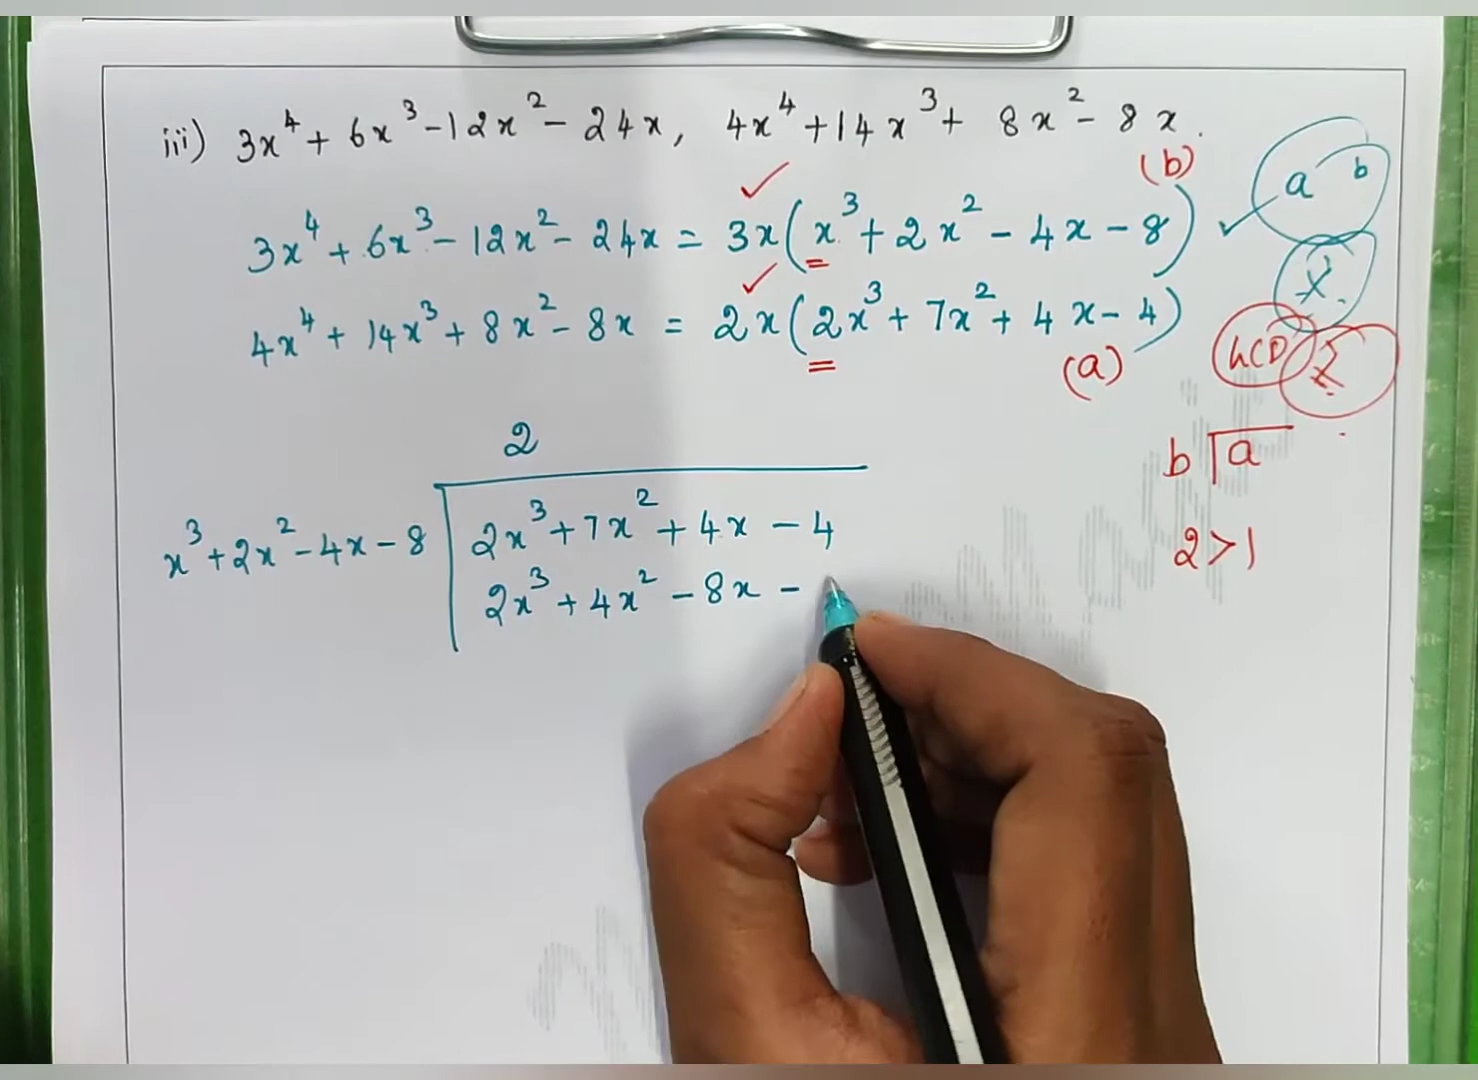 iii) 3x⁴ + 6x³ - 12x² - 24x, 4x⁴ + 14x³ + 8x² - 8x.
(b)
a b
3x⁴ + 6x³ - 12x² - 24x = 3x(x³ + 2x² - 4x - 8)
x.
4x⁴ + 14x³ + 8x² - 8x = 2x(2x³ + 7x² + 4x - 4)
(a)
2
b a
x³ + 2x² - 4x - 8 2x³ + 7x² + 4x - 4
2 > 1
2x³ + 4x² - 8x -